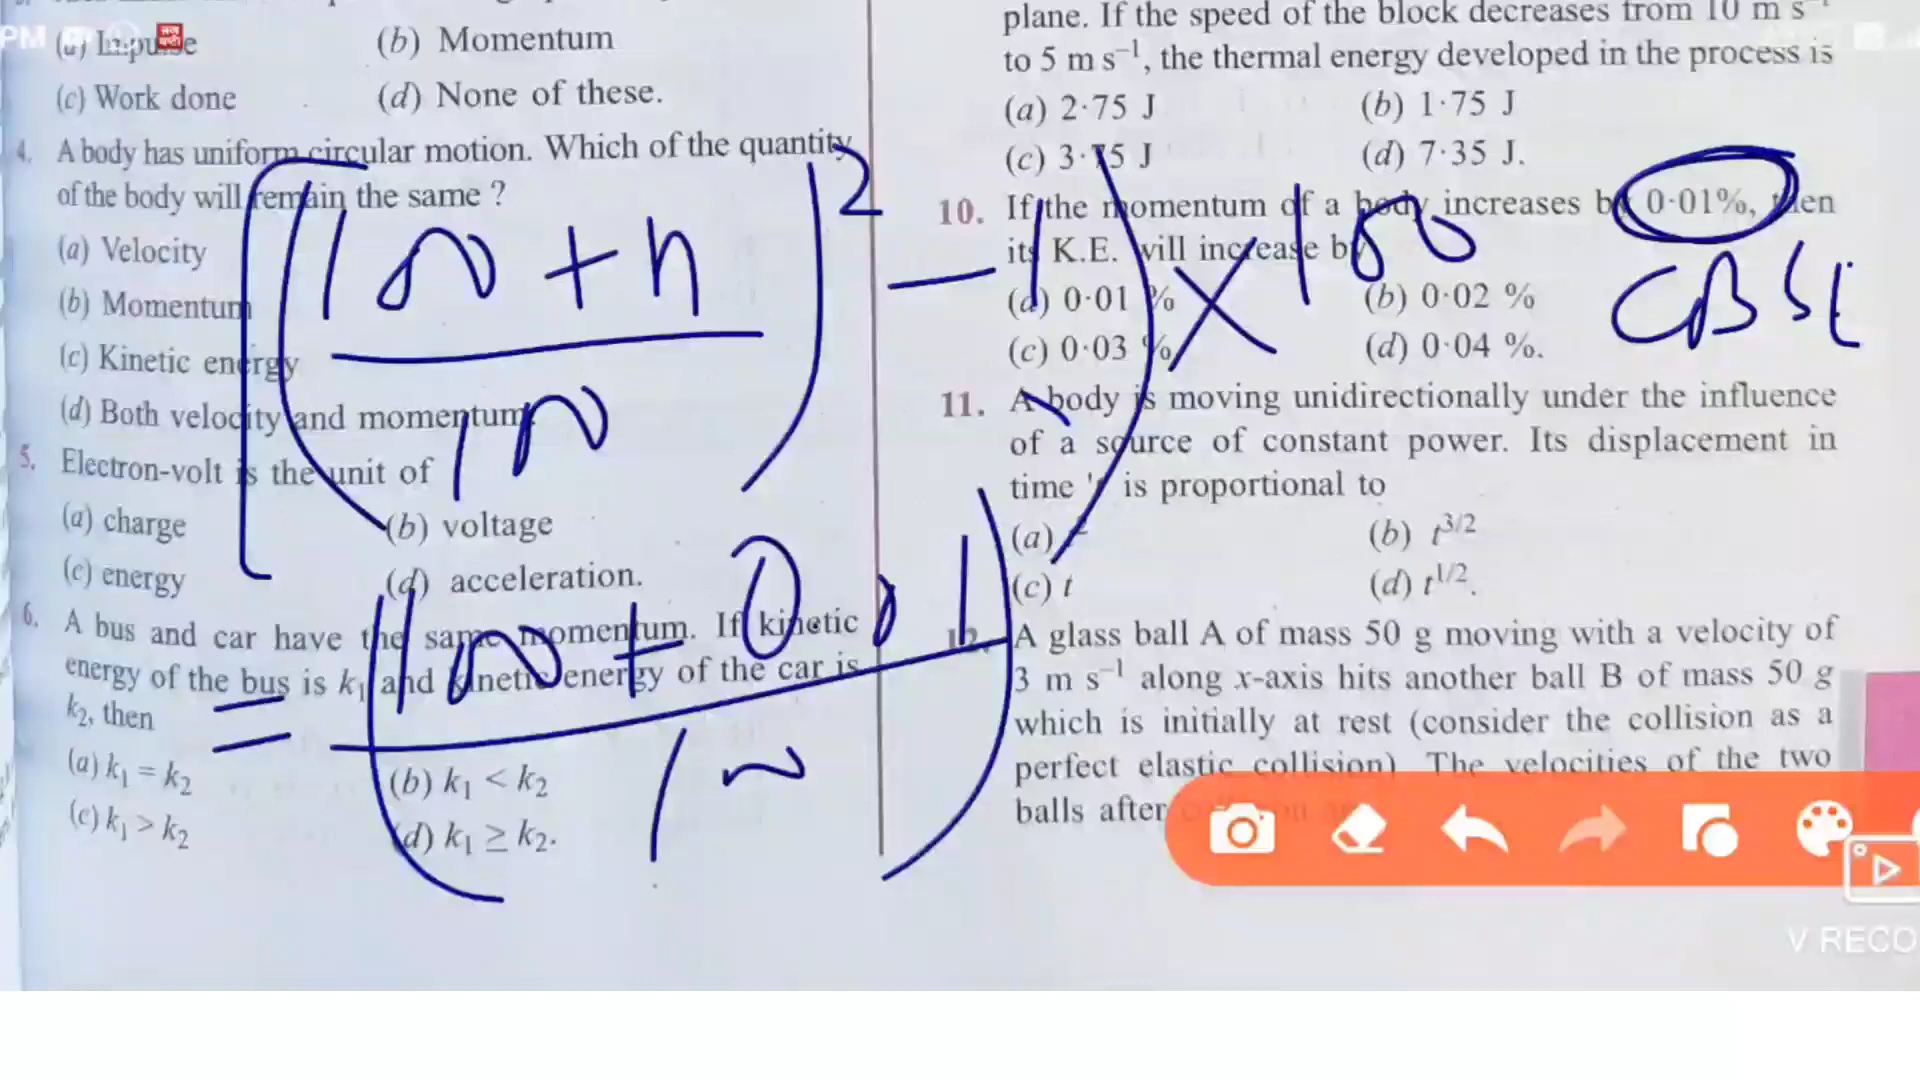 PM
(a) Impulse
(b) Momentum
(c) Work done
(d) None of these.
4. A body has uniform circular motion. Which of the quantity
of the body will remain the same ?
(a) Velocity
(b) Momentum
(c) Kinetic energy
(d) Both velocity and momentum
5. Electron-volt is the unit of
(a) charge
(b) voltage
(c) energy
(d) acceleration.
6. A bus and car have the same momentum. If kinetic
energy of the bus is k₁ and kinetic energy of the car is
k₂, then
(a) k₁ = k₂
(b) k₁ < k₂
(c) k₁ > k₂
(d) k₁ ≥ k₂.
plane. If the speed of the block decreases from 10 m s⁻¹
to 5 m s⁻¹, the thermal energy developed in the process is
(a) 2·75 J
(b) 1·75 J
(c) 3·75 J
(d) 7·35 J.
10. If the momentum of a body increases by 0·01%, then
its K.E. will increase by
(a) 0·01 %
(b) 0·02 %
(c) 0·03 %
(d) 0·04 %.
11. A body is moving unidirectionally under the influence
of a source of constant power. Its displacement in
time 't' is proportional to
(b) t³/²
(c) t
(d) t¹/².
12. A glass ball A of mass 50 g moving with a velocity of
3 m s⁻¹ along x-axis hits another ball B of mass 50 g
which is initially at rest (consider the collision as a
perfect elastic collision) The velocities of the two
balls after
[((100 + n)/100)² - 1) × 100
= (100 + 0.01)/100)
CBSE
V RECO